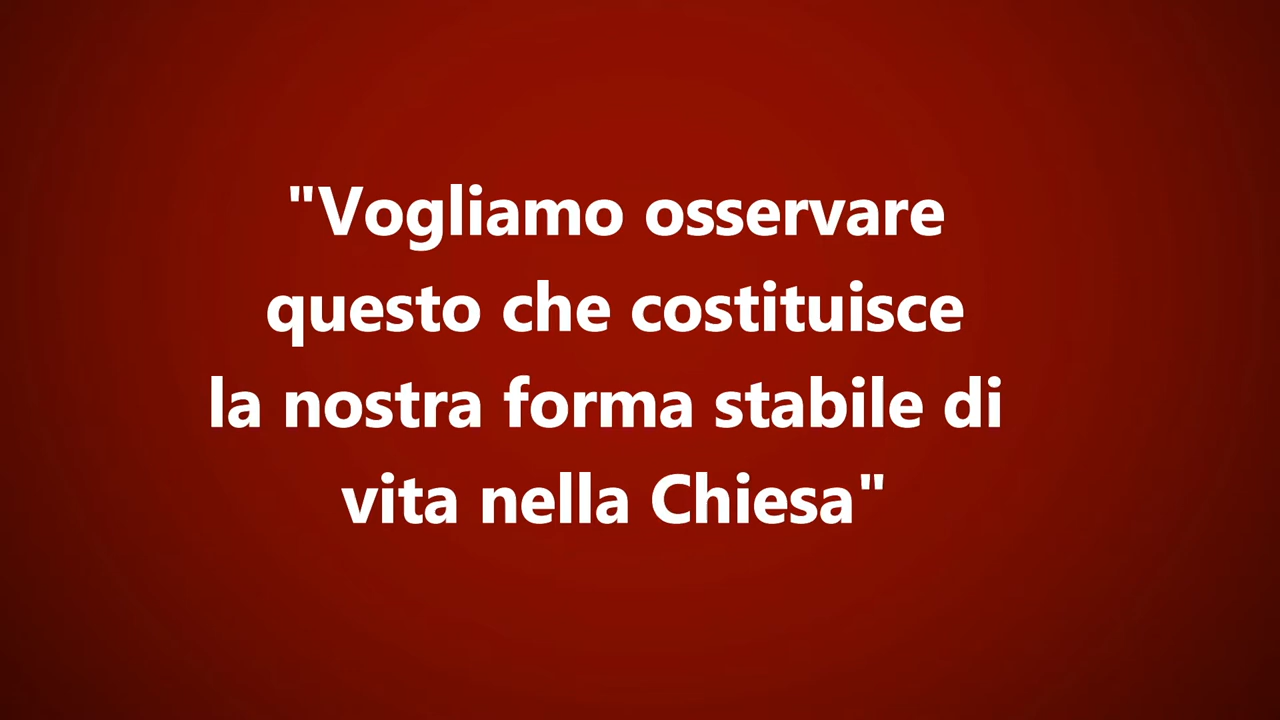 "Vogliamo osservare
questo che costituisce
la nostra forma stabile di
vita nella Chiesa"